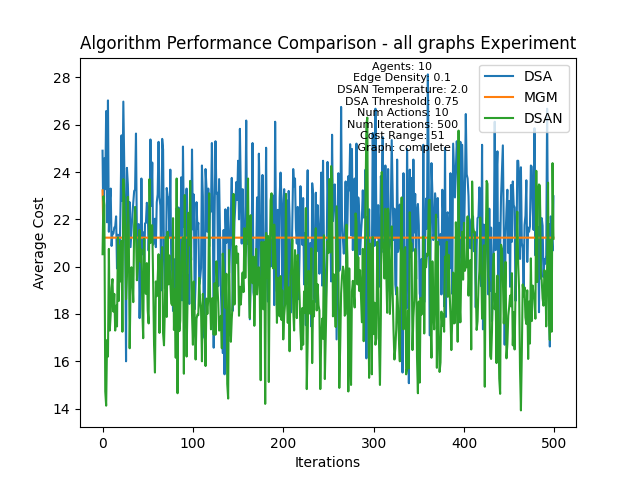 Algorithm Performance Comparison - all graphs Experiment
Agents: 10
Edge Density: 0.1
DSAN Temperature: 2.0
DSA Threshold: 0.75
Num Actions: 10
Num Iterations: 500
Cost Range: 51
Graph: complete
DSA
MGM
DSAN
Average Cost
28
26
24
22
20
18
16
14
0
100
200
300
400
500
Iterations